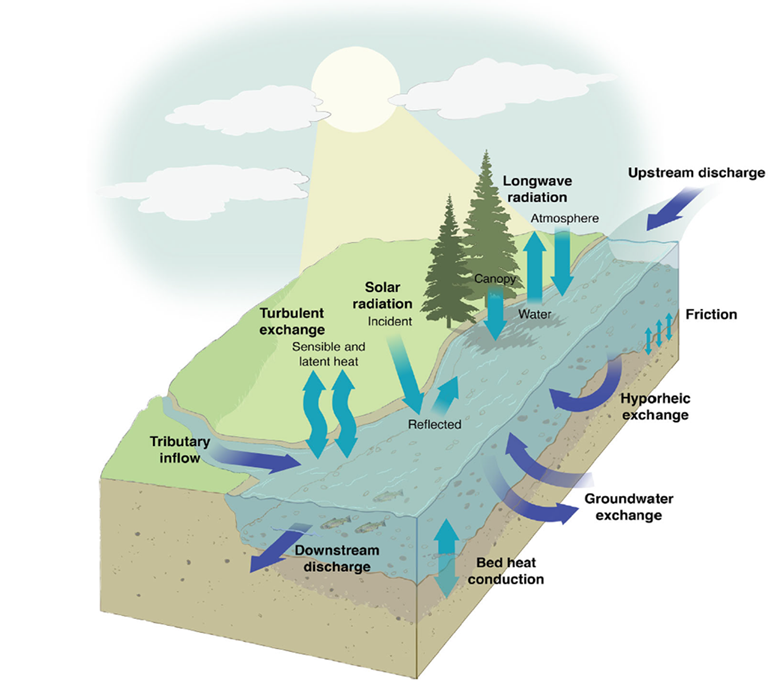 Upstream discharge
Longwave
radiation
Atmosphere
Canopy
Water
Solar
radiation
Incident
Reflected
Turbulent
exchange
Sensible and
latent heat
Friction
Hyporheic
exchange
Tributary
inflow
Groundwater
exchange
Downstream
discharge
Bed heat
conduction